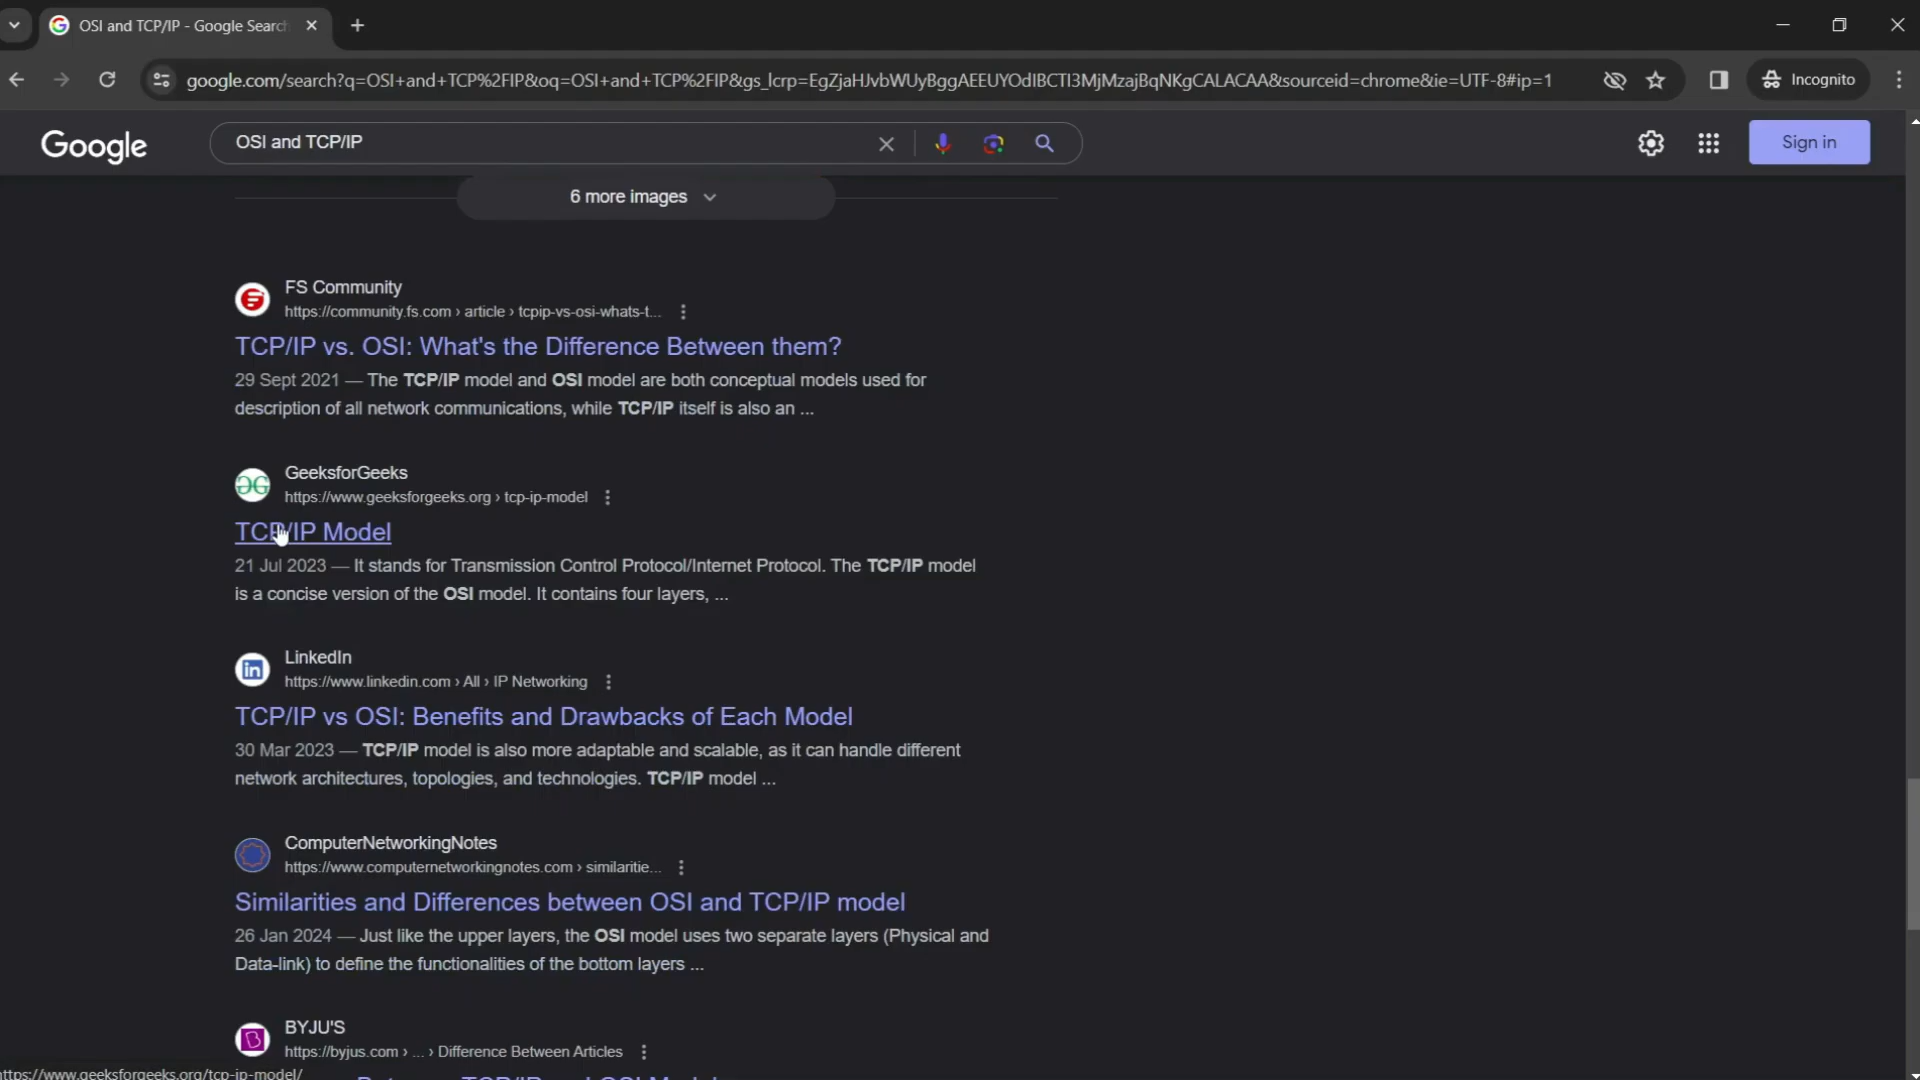 OSI and TCP/IP - Google Search
google.com/search?q=OSI+and+TCP%2FIP&oq=OSI+and+TCP%2FIP&gs_lcrp=EgZjaHJvbWUyBggAEEUYOdIBCTI3MjMzajBqNKgCALACAA&sourceid=chrome&ie=UTF-8#ip=1
Incognito
Google
OSI and TCP/IP
Sign in
6 more images
FS Community
https://community.fs.com › article › tcpip-vs-osi-whats-t...
TCP/IP vs. OSI: What's the Difference Between them?
29 Sept 2021 — The TCP/IP model and OSI model are both conceptual models used for
description of all network communications, while TCP/IP itself is also an ...
GeeksforGeeks
https://www.geeksforgeeks.org › tcp-ip-model
TCP/IP Model
21 Jul 2023 — It stands for Transmission Control Protocol/Internet Protocol. The TCP/IP model
is a concise version of the OSI model. It contains four layers, ...
LinkedIn
https://www.linkedin.com › All › IP Networking
TCP/IP vs OSI: Benefits and Drawbacks of Each Model
30 Mar 2023 — TCP/IP model is also more adaptable and scalable, as it can handle different
network architectures, topologies, and technologies. TCP/IP model ...
ComputerNetworkingNotes
https://www.computernetworkingnotes.com › similaritie...
Similarities and Differences between OSI and TCP/IP model
26 Jan 2024 — Just like the upper layers, the OSI model uses two separate layers (Physical and
Data-link) to define the functionalities of the bottom layers ...
BYJU'S
https://byjus.com › ... › Difference Between Articles
https://www.geeksforgeeks.org/tcp-ip-model/